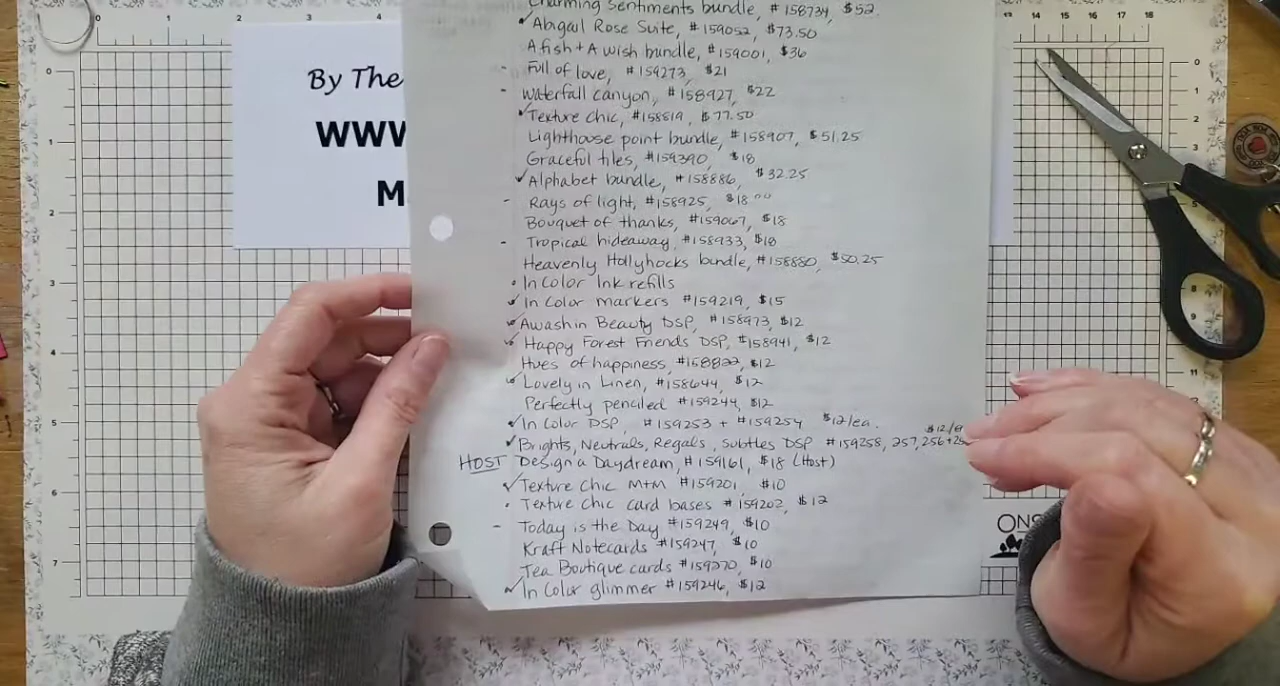 By The
WWW
M
Charming Sentiments bundle, #158734, $52.
Abigail Rose Suite, #159052, $73.50
A fish + A wish bundle, #159001, $36
- Full of love, #159273, $21
- Waterfall canyon, #158927, $22
✓ Texture chic, #158819, $77.50
Lighthouse point bundle, #158907, $51.25
Graceful tiles, #159390, $18
✓ Alphabet bundle, #158886, $32.25
- Rays of light, #158925, $18.00
Bouquet of thanks, #159067, $18
- Tropical hideaway, #158933, $18
Heavenly Hollyhocks bundle, #158880, $50.25
• In Color Ink refills
✓ In Color markers #159219, $15
✓ Awash in Beauty DSP, #158973, $12
Happy Forest Friends DSP, #158941, $12
Hues of happiness, #158822, $12
Lovely in Linen, #158644, $12
Perfectly penciled #159244, $12
✓ In Color DSP, #159253 + #159254 $12/ea.
✓ Brights, Neutrals, Regals, Subtles DSP #159258, 257, 256 +
HOST Design a Daydream, #159161, $18 (Host)
✓ Texture Chic M+M #159201 $10
• Texture Chic card bases #159202, $12
- Today is the Day #159249, $10
Kraft Notecards #159247, $10
Tea Boutique cards #159270, $10
✓ In Color glimmer #159246, $12